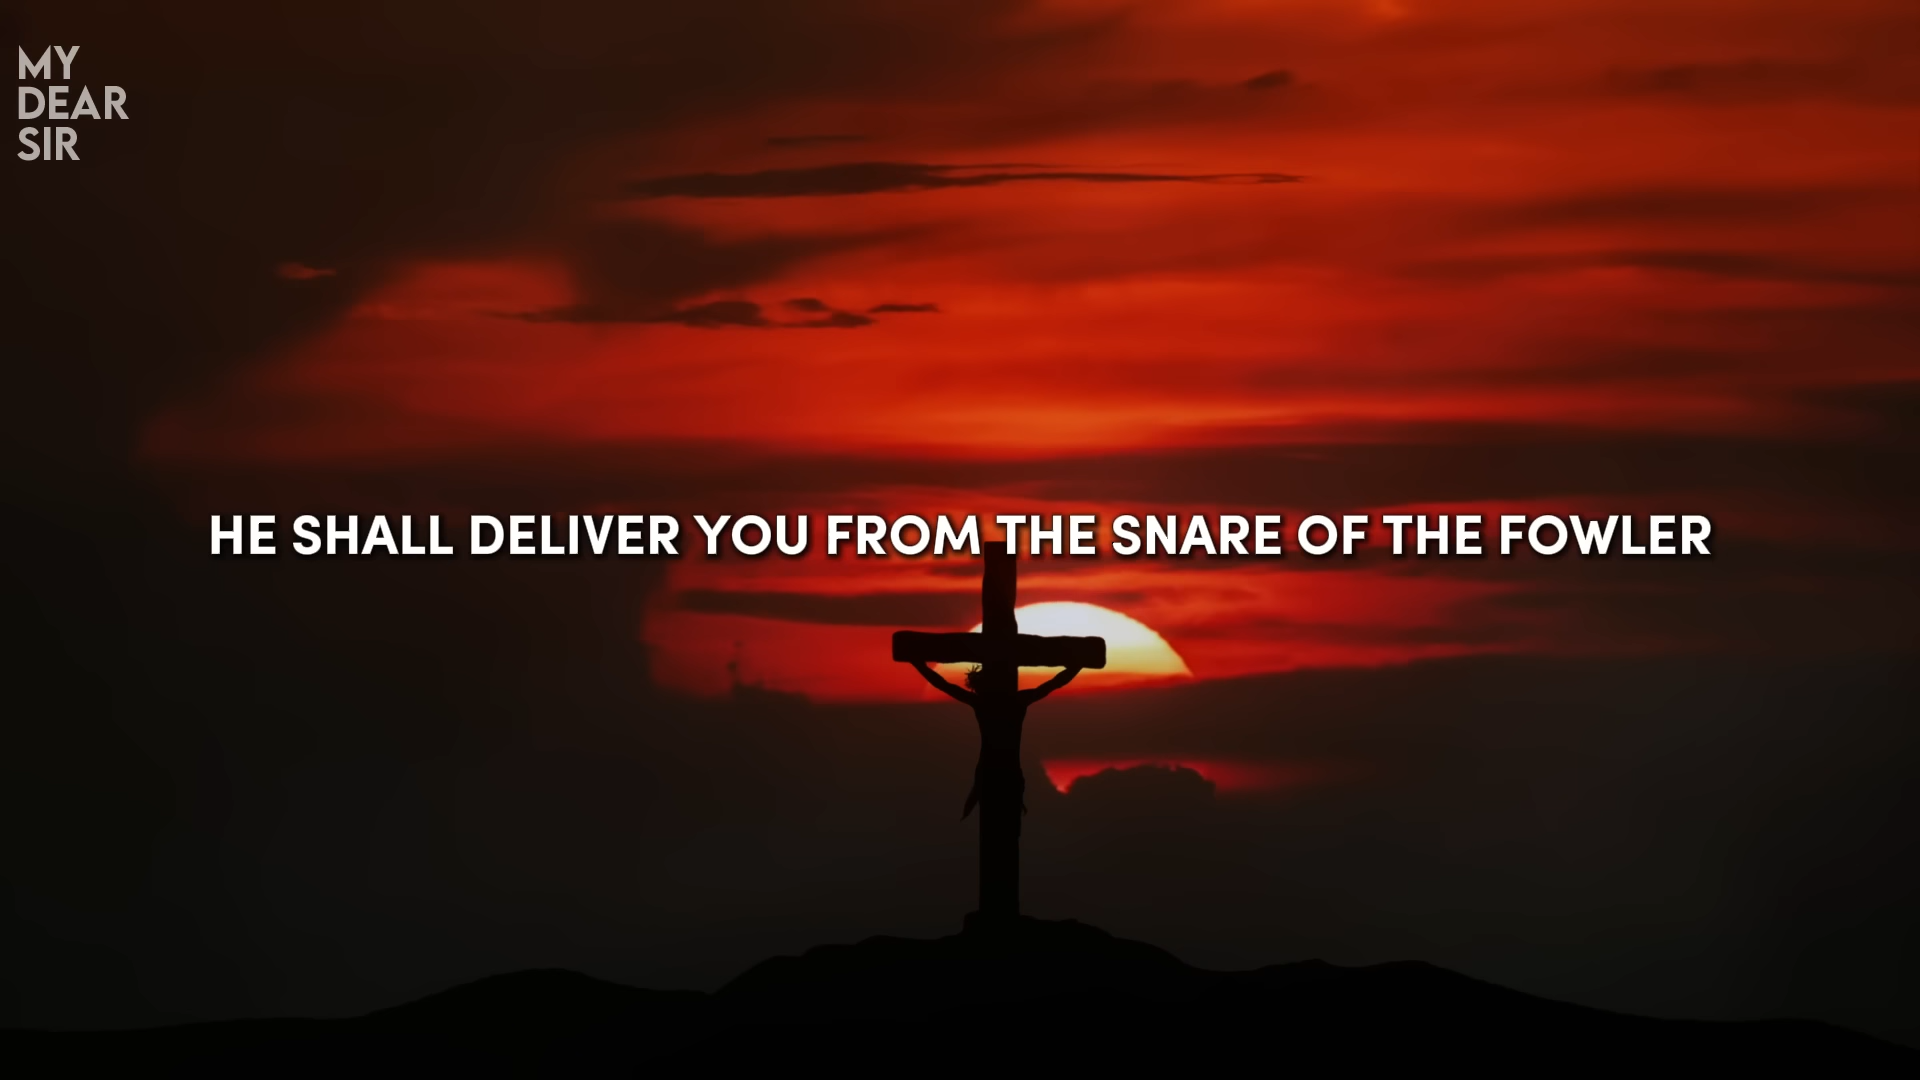 MY
DEAR
SIR
HE SHALL DELIVER YOU FROM THE SNARE OF THE FOWLER